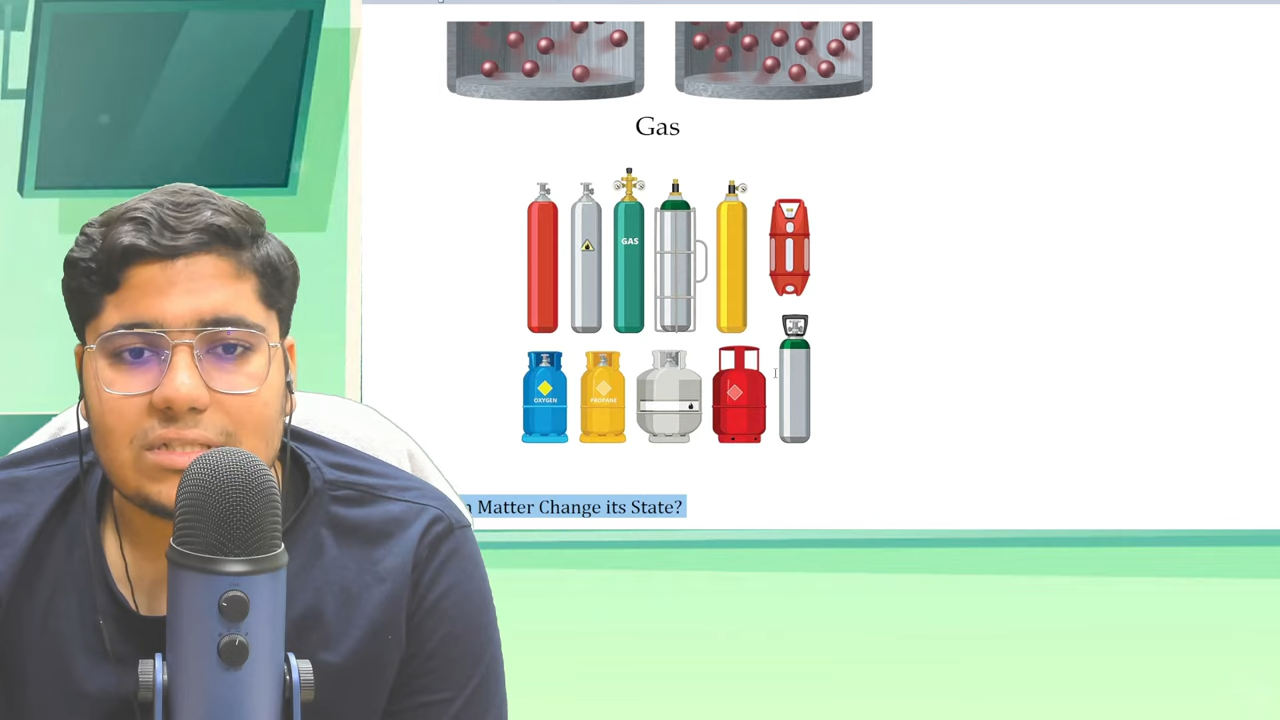 Gas
GAS
OXYGEN
PROPANE
Matter Change its State?